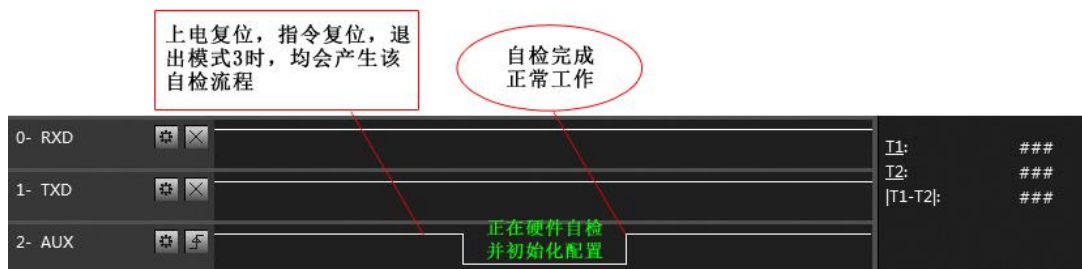 上电复位，指令复位，退
出模式3时，均会产生该
自检流程
自检完成
正常工作
0- RXD
1- TXD
2- AUX
正在硬件自检
并初始化配置
T1: ###
T2: ###
|T1-T2|: ###